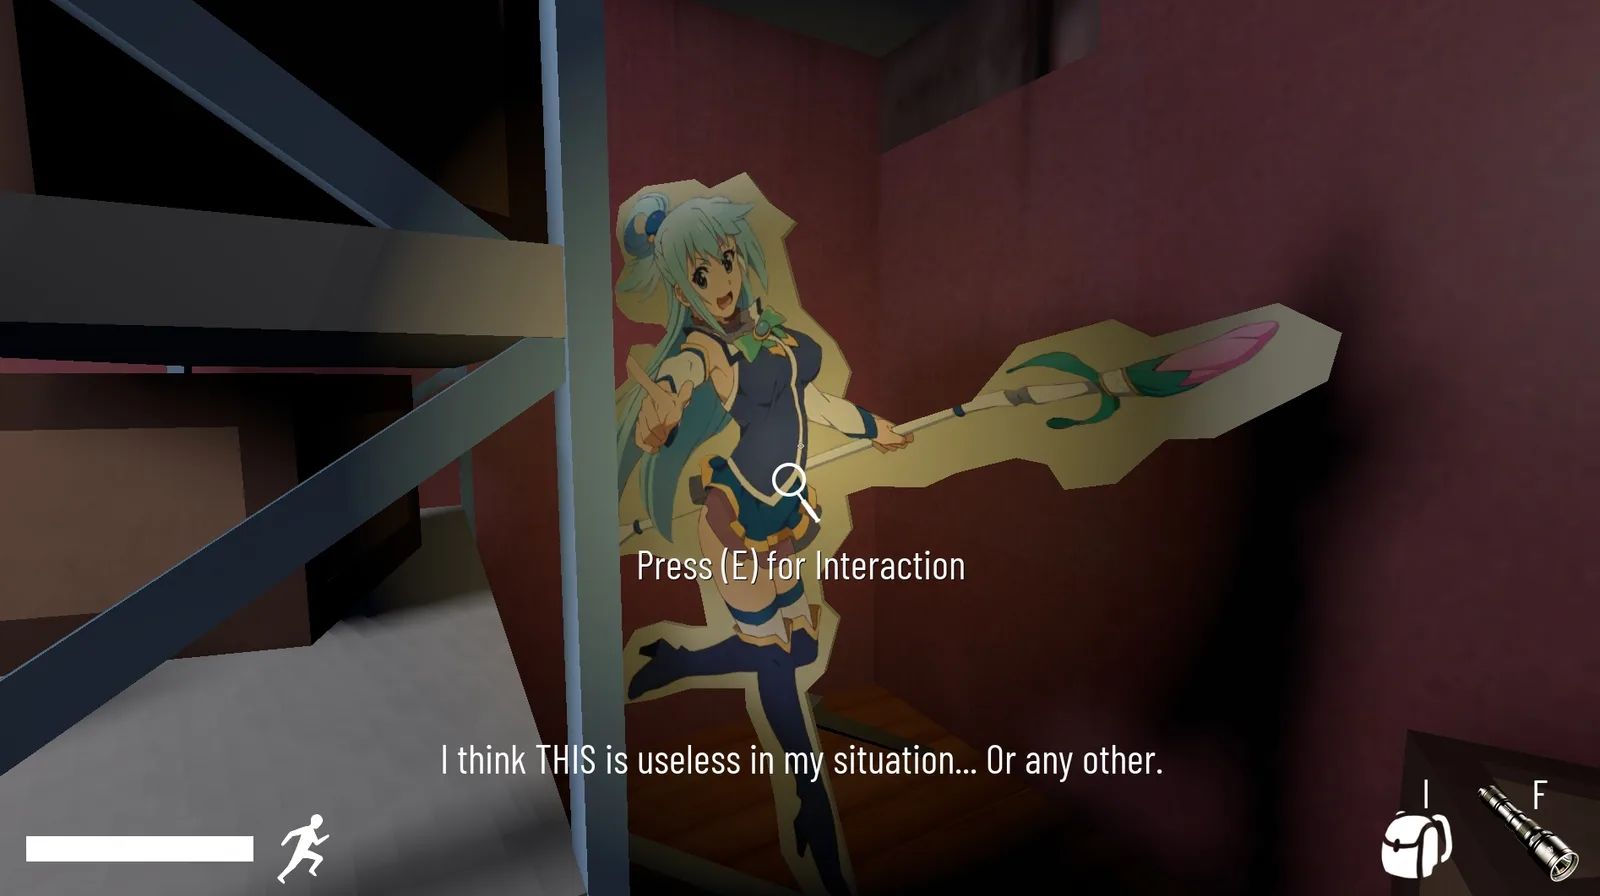 Press (E) for Interaction
I think THIS is useless in my situation... Or any other.
I
F